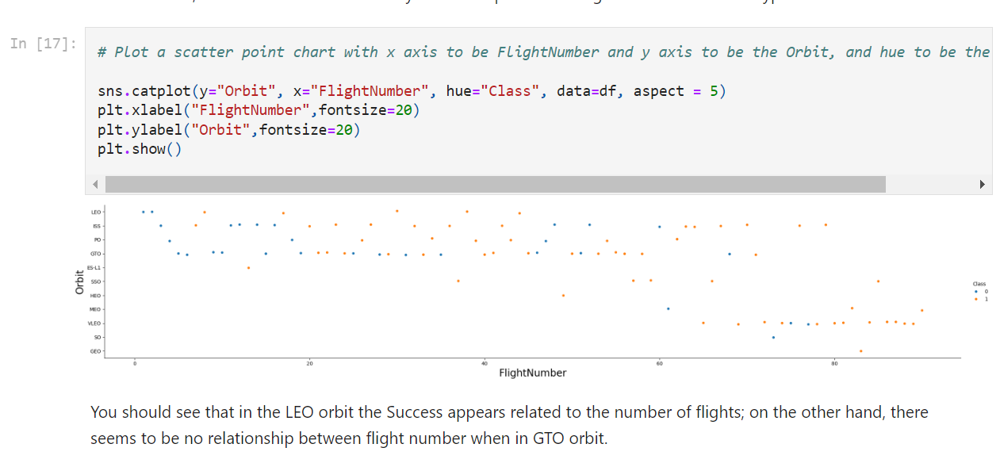 In [17]:
# Plot a scatter point chart with x axis to be FlightNumber and y axis to be the Orbit, and hue to be the
sns.catplot(y="Orbit", x="FlightNumber", hue="Class", data=df, aspect = 5)
plt.xlabel("FlightNumber",fontsize=20)
plt.ylabel("Orbit",fontsize=20)
plt.show()
LEO
ISS
PO
GTO
ES-L1
SSO
HEO
MEO
VLEO
SO
GEO
Orbit
0 20 40 60 80
FlightNumber
Class
0
1
You should see that in the LEO orbit the Success appears related to the number of flights; on the other hand, there
seems to be no relationship between flight number when in GTO orbit.